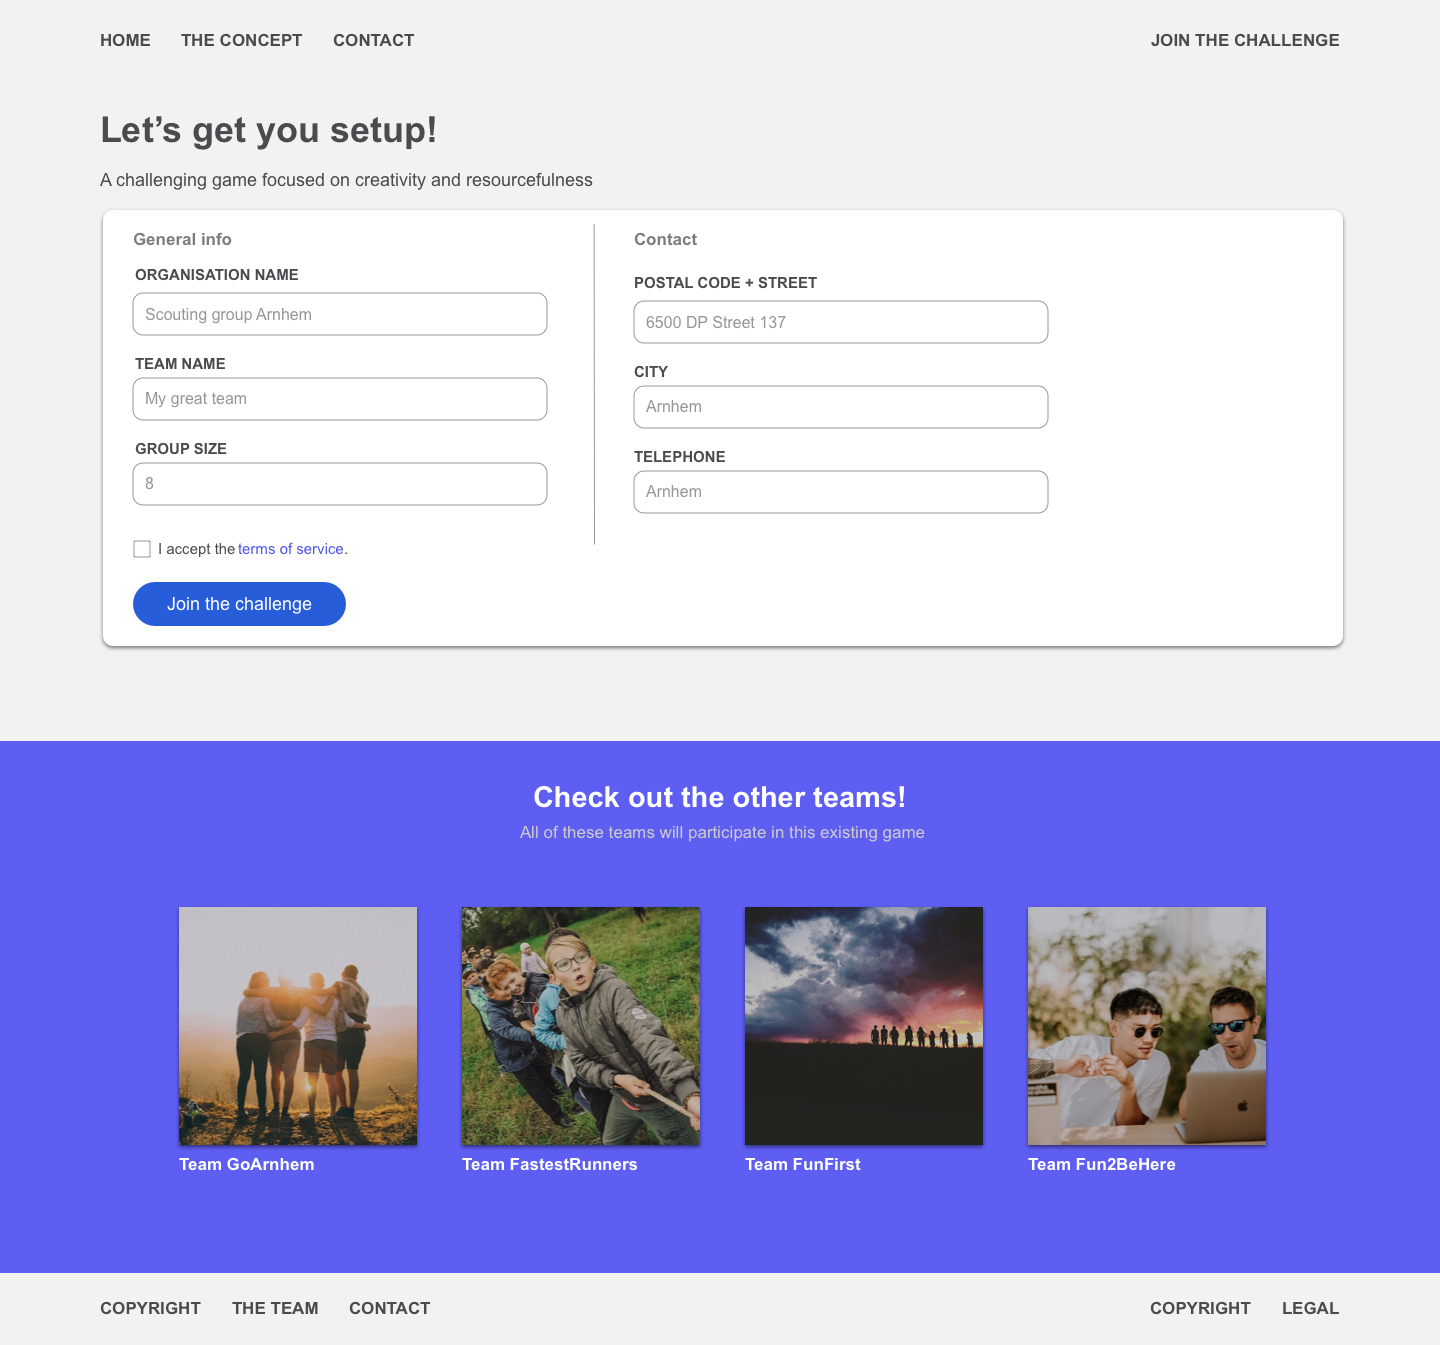 HOME THE CONCEPT CONTACT JOIN THE CHALLENGE
Let’s get you setup!
A challenging game focused on creativity and resourcefulness
General info
ORGANISATION NAME
Scouting group Arnhem
TEAM NAME
My great team
GROUP SIZE
8
I accept the terms of service.
Join the challenge
Contact
POSTAL CODE + STREET
6500 DP Street 137
CITY
Arnhem
TELEPHONE
Arnhem
Check out the other teams!
All of these teams will participate in this existing game
Team GoArnhem
Team FastestRunners
Team FunFirst
Team Fun2BeHere
COPYRIGHT THE TEAM CONTACT COPYRIGHT LEGAL